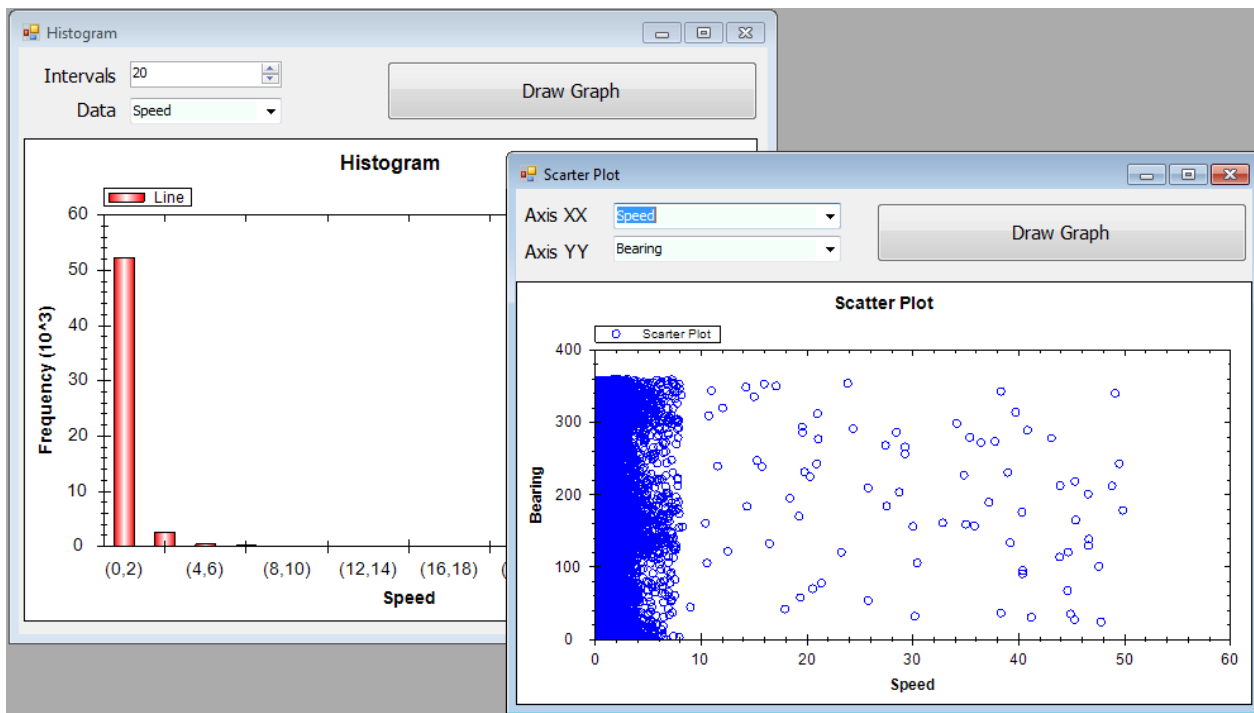 Histogram
Intervals 20
Data Speed
Draw Graph
Histogram
Line
60
50
40
30
20
10
0
Frequency (10^3)
(0,2) (4,6) (8,10) (12,14) (16,18) (
Speed
Scarter Plot
Axis XX Speed
Axis YY Bearing
Draw Graph
Scatter Plot
Scarter Plot
400
300
200
100
0
Bearing
0 10 20 30 40 50 60
Speed